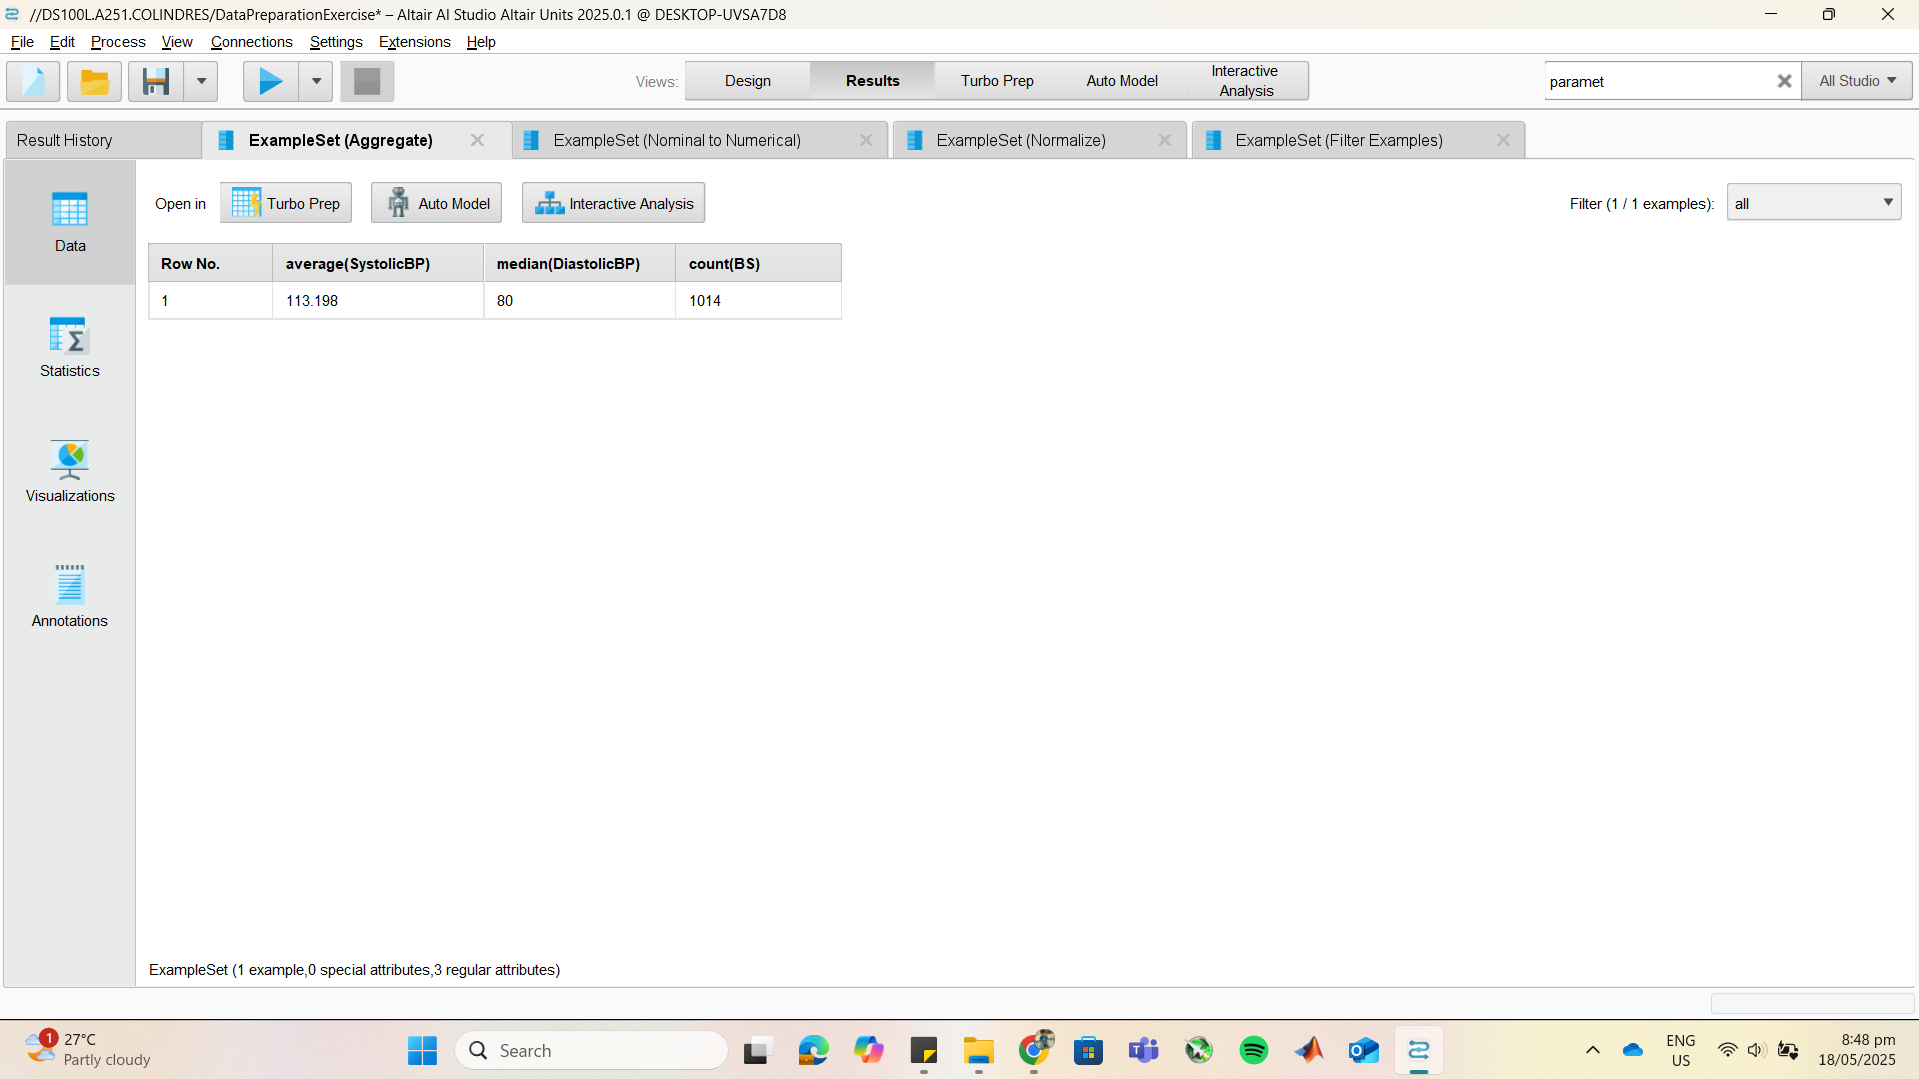 //DS100L.A251.COLINDRES/DataPreparationExercise* – Altair AI Studio Altair Units 2025.0.1 @ DESKTOP-UVSA7D8
File Edit Process View Connections Settings Extensions Help
Views: Design Results Turbo Prep Auto Model Interactive Analysis paramet All Studio
Result History ExampleSet (Aggregate) ExampleSet (Nominal to Numerical) ExampleSet (Normalize) ExampleSet (Filter Examples)
Open in Turbo Prep Auto Model Interactive Analysis Filter (1 / 1 examples): all
Data
Row No. average(SystolicBP) median(DiastolicBP) count(BS)
1 113.198 80 1014
Statistics
Visualizations
Annotations
ExampleSet (1 example,0 special attributes,3 regular attributes)
1 27°C
Partly cloudy
Search
ENG
US
8:48 pm
18/05/2025